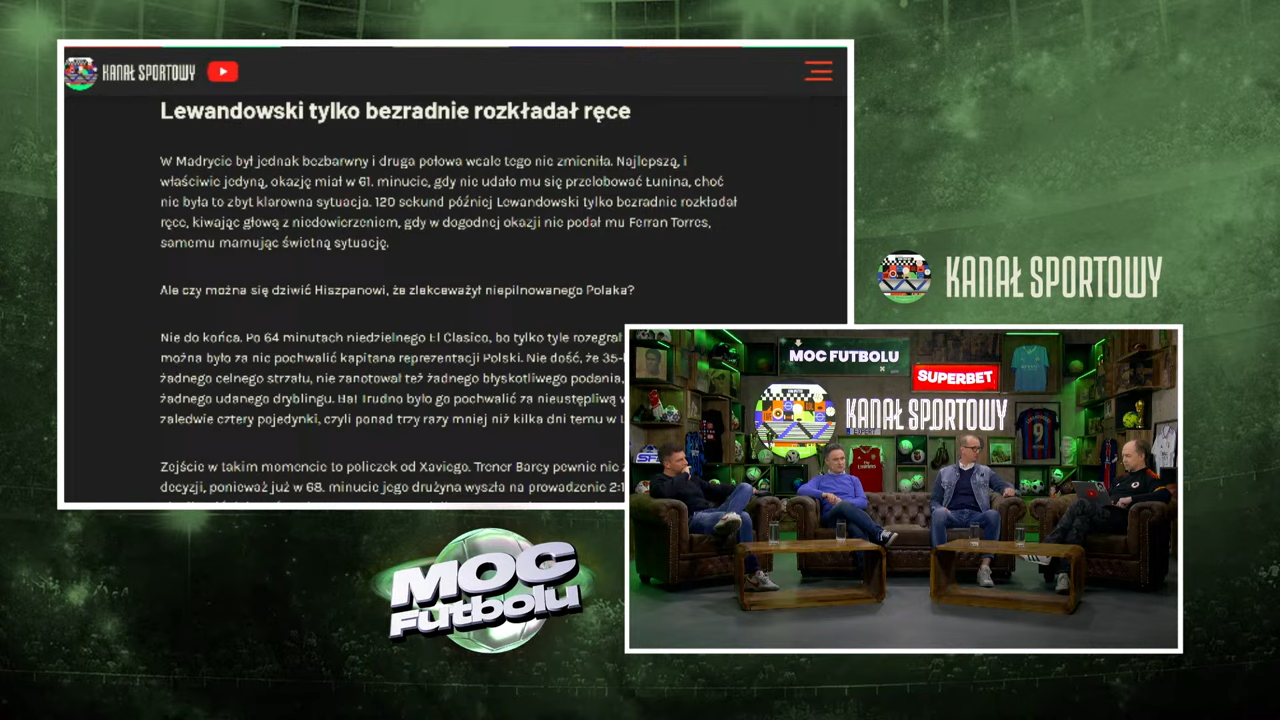 KANAŁ SPORTOWY
Lewandowski tylko bezradnie rozkładał ręce
W Madrycie był jednak bezbarwny i druga połowa wcale tego nie zmieniła. Najlepszą, i
właściwie jedyną, okazję miał w 61. minucie, gdy nie udało mu się przelobować Łunina, choć
nie była to zbyt klarowna sytuacja. 120 sekund później Lewandowski tylko bezradnie rozkładał
ręce, kiwając głową z niedowierzeniem, gdy w dogodnej okazji nie podał mu Ferran Torres,
samemu marnując świetną sytuację.
Ale czy można się dziwić Hiszpanowi, że zlekceważył niepilnowanego Polaka?
Nie do końca. Po 64 minutach niedzielnego El Clasico, bo tylko tyle rozegrał
można było za nic pochwalić kapitana reprezentacji Polski. Nie dość, że 35-
żadnego celnego strzału, nie zanotował też żadnego błyskotliwego podania,
żadnego udanego dryblingu. Ba! Trudno było go pochwalić za nieustępliwą
zaledwie cztery pojedynki, czyli ponad trzy razy mniej niż kilka dni temu w
Zejście w takim momencie to policzek od Xaviego. Trener Barcy pewnie nie
decyzji, ponieważ już w 68. minucie jego drużyna wyszła na prowadzenie 2:1
KANAŁ SPORTOWY
MOC FUTBOLU
SUPERBET
KANAŁ SPORTOWY
9
MOC
Futbolu